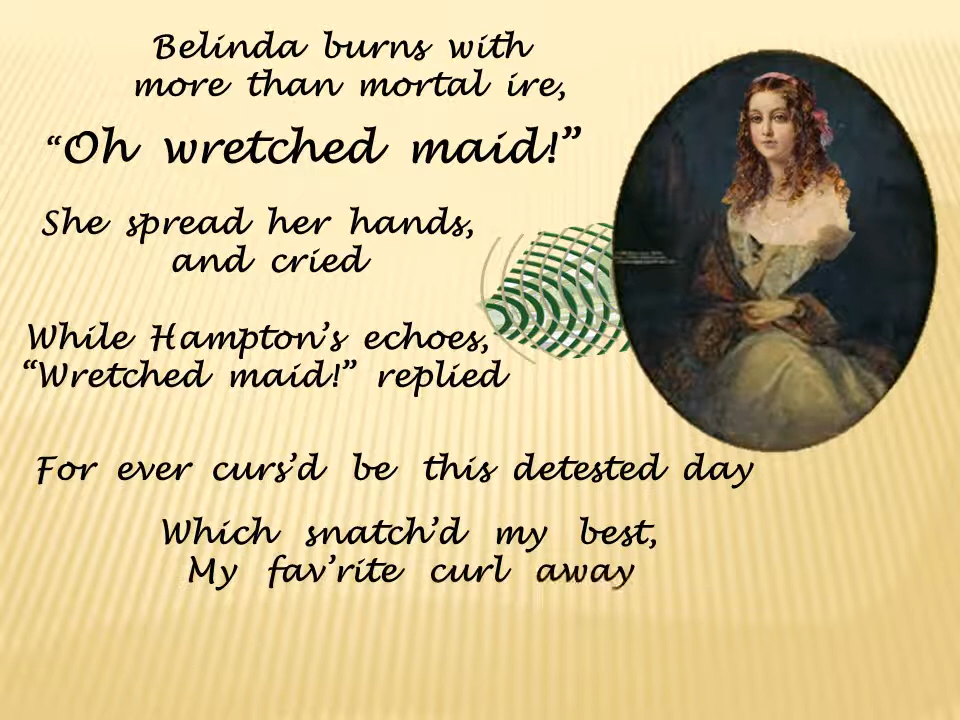 Belinda burns with
more than mortal ire,
“Oh wretched maid!”
She spread her hands,
and cried
While Hampton’s echoes,
“Wretched maid!” replied
For ever curs’d be this detested day
Which snatch’d my best,
My fav’rite curl away